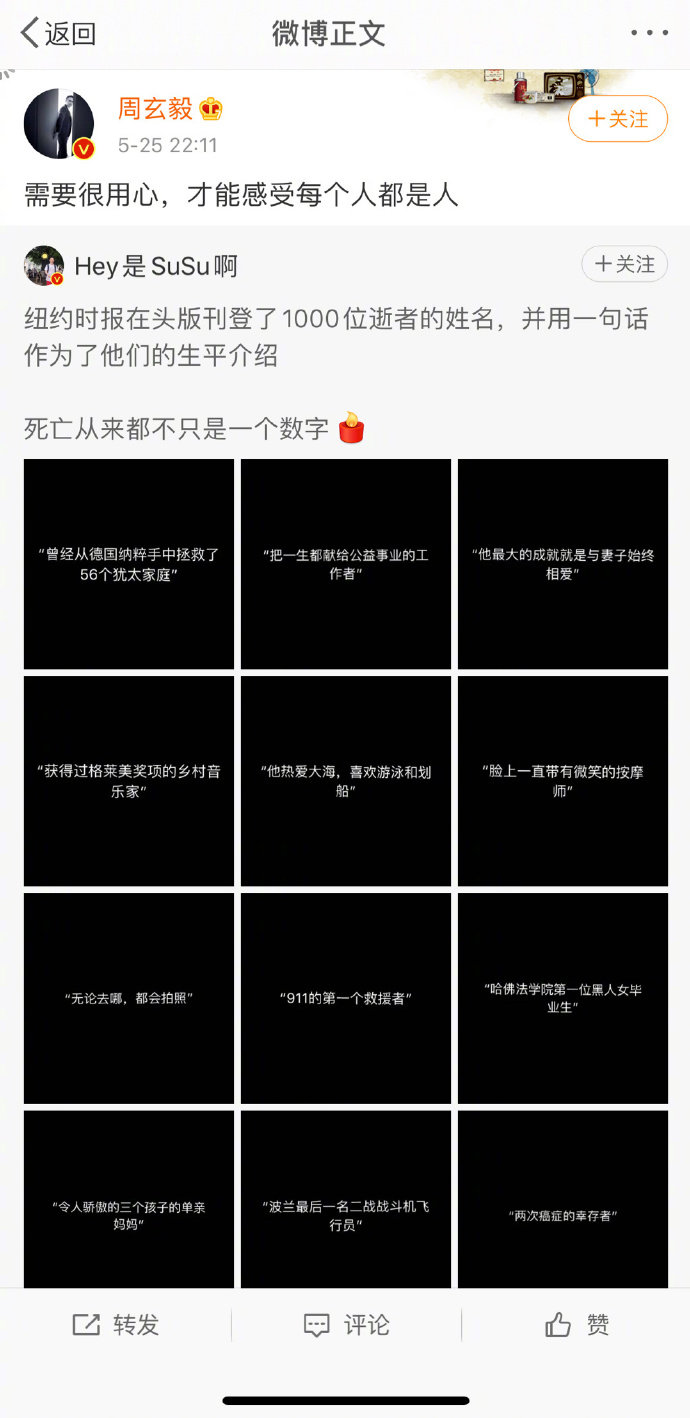 返回
微博正文
周玄毅
5-25 22:11
+关注
需要很用心，才能感受每个人都是人
Hey是SuSu啊
+关注
纽约时报在头版刊登了1000位逝者的姓名，并用一句话
作为了他们的生平介绍
死亡从来都不只是一个数字
“曾经从德国纳粹手中拯救了
56个犹太家庭”
“把一生都献给公益事业的工
作者”
“他最大的成就就是与妻子始终
相爱”
“获得过格莱美奖项的乡村音
乐家”
“他热爱大海，喜欢游泳和划
船”
“脸上一直带有微笑的按摩
师”
“无论去哪，都会拍照”
“911的第一个救援者”
“哈佛法学院第一位黑人女毕
业生”
“令人骄傲的三个孩子的单亲
妈妈”
“波兰最后一名二战战斗机飞
行员”
“两次癌症的幸存者”
转发
评论
赞